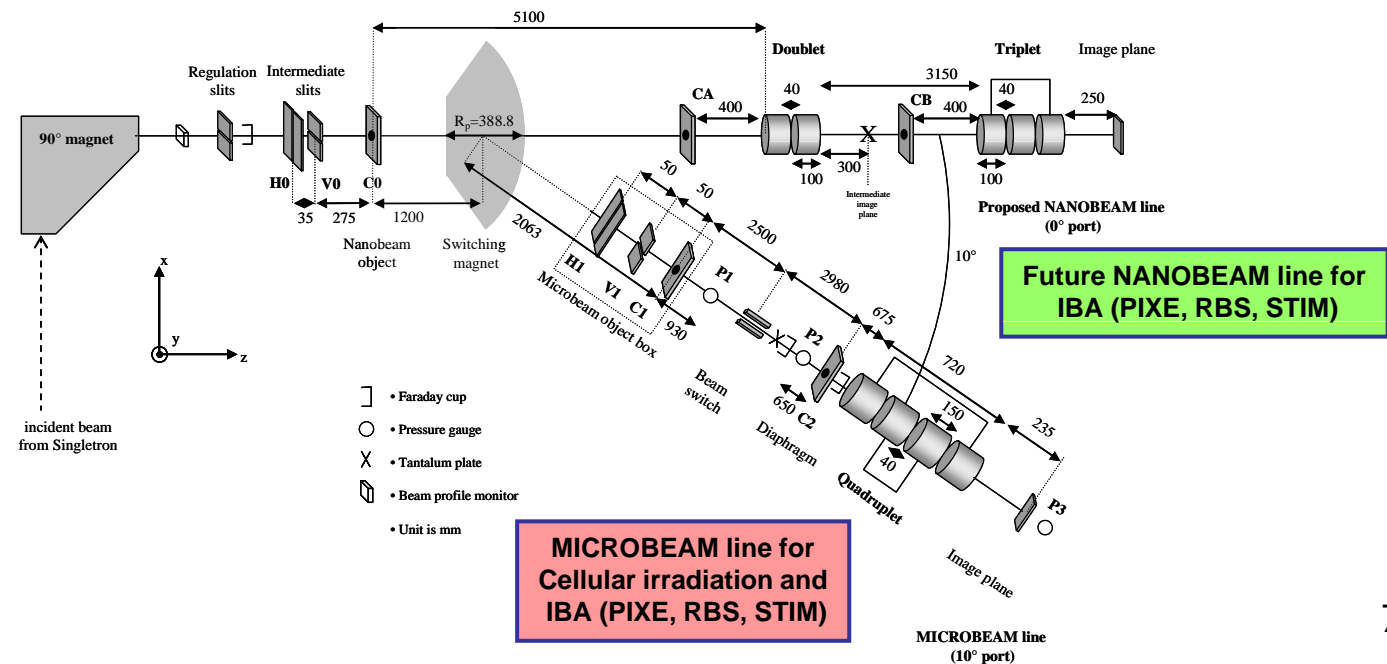 5100
Doublet
Triplet
Image plane
Regulation
slits
Intermediate
slits
3150
40
CA
400
CB
400
40
250
90° magnet
Rp=388.8
X
300
100
100
Intermediate
image
plane
H0
V0
C0
35
275
1200
2063
50
50
2500
Proposed NANOBEAM line
(0° port)
Nanobeam
object
Switching
magnet
10°
x
y
z
H1
V1
C1
P1
Microbeam object box
930
2980
675
720
Future NANOBEAM line for
IBA (PIXE, RBS, STIM)
P2
Beam
switch
650
C2
Diaphragm
150
235
40
Quadruplet
P3
Image plane
incident beam
from Singletron
• Faraday cup
• Pressure gauge
X • Tantalum plate
• Beam profile monitor
• Unit is mm
MICROBEAM line for
Cellular irradiation and
IBA (PIXE, RBS, STIM)
MICROBEAM line
(10° port)